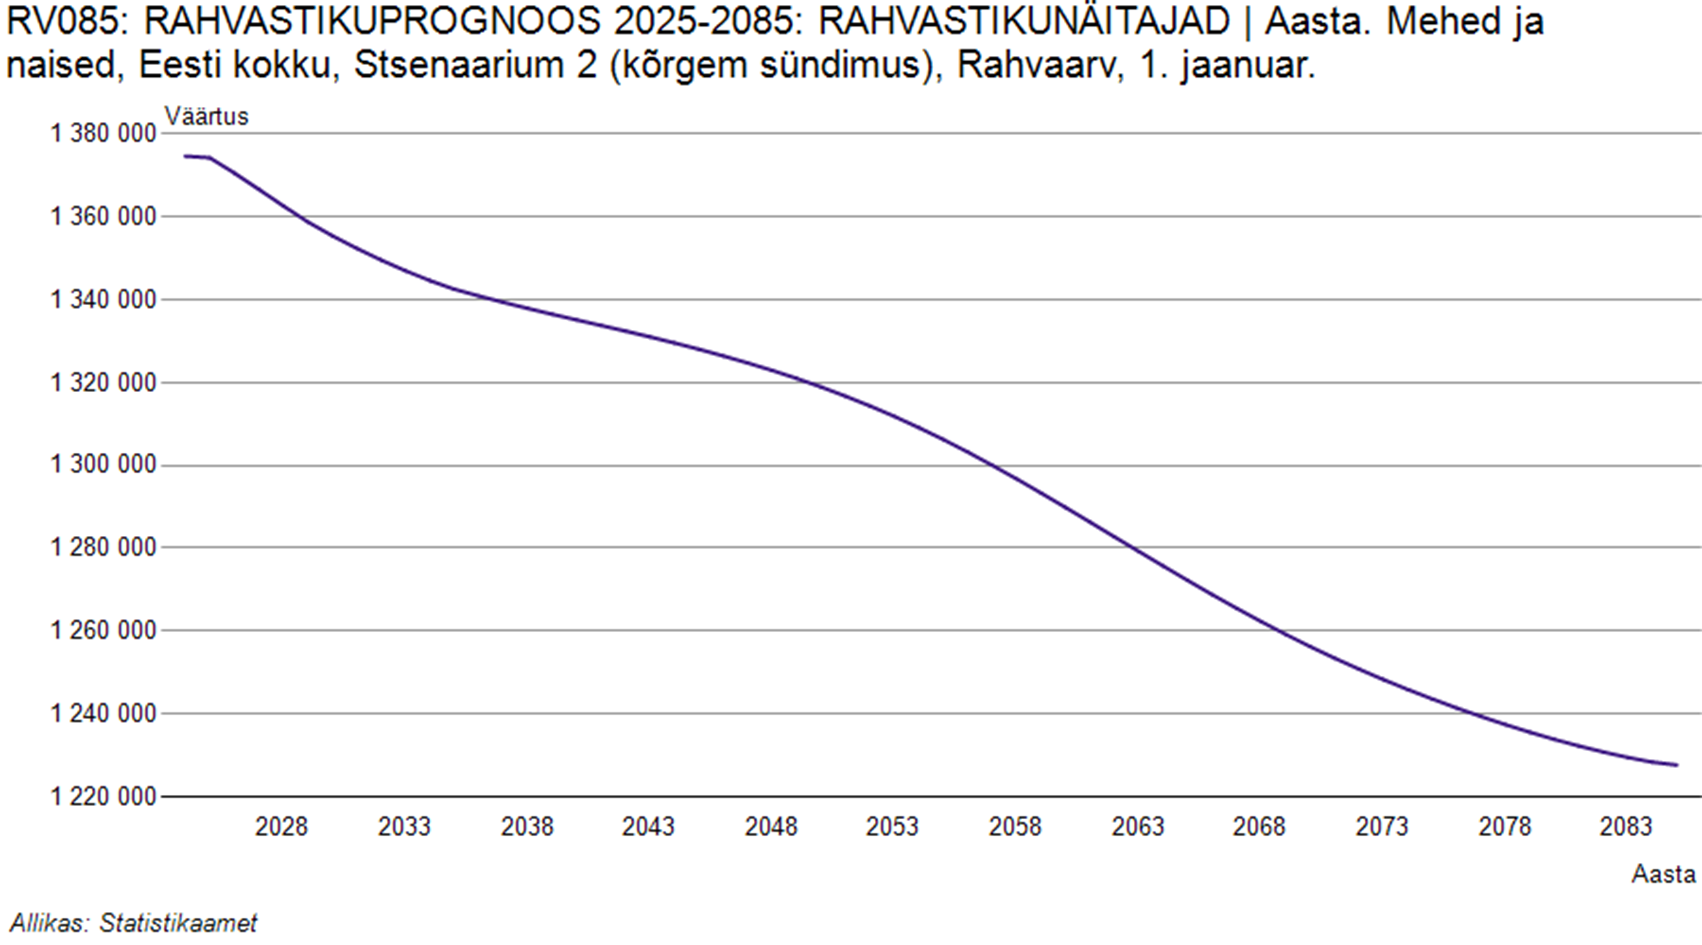 RV085: RAHVASTIKUPROGNOOS 2025-2085: RAHVASTIKUNÄITAJAD | Aasta. Mehed ja
naised, Eesti kokku, Stsenaarium 2 (kõrgem sündimus), Rahvaarv, 1. jaanuar.
Väärtus
1 380 000
1 360 000
1 340 000
1 320 000
1 300 000
1 280 000
1 260 000
1 240 000
1 220 000
2028 2033 2038 2043 2048 2053 2058 2063 2068 2073 2078 2083
Aasta
Allikas: Statistikaamet